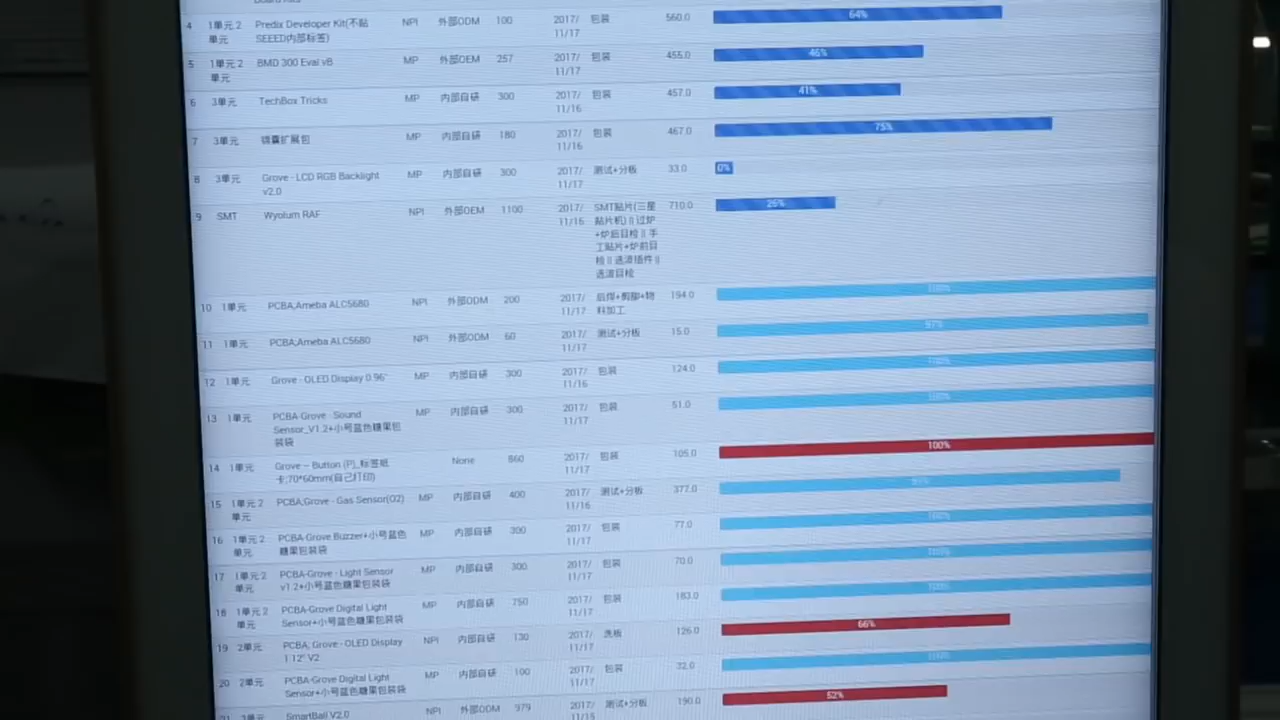 4 1单元,2单元 Predix Developer Kit(不贴SEEED内部标签) NPI 外部ODM 100 2017/11/17 包装 560.0 64%
5 1单元,2单元 BMD 300 Eval vB MP 外部OEM 257 2017/11/17 包装 455.0 46%
6 3单元 TechBox Tricks MP 内部自研 300 2017/11/16 包装 457.0 41%
7 3单元 锦囊扩展包 MP 内部自研 180 2017/11/16 包装 467.0 75%
8 3单元 Grove - LCD RGB Backlight v2.0 MP 内部自研 300 2017/11/17 测试+分板 33.0 0%
9 SMT Wyolum RAF NPI 外部OEM 1100 2017/11/16 SMT贴片(三星贴片机) || 过炉+炉后目检 || 手工贴片+炉前目检 || 选波插件 || 选波目检 710.0 25%
10 1单元 PCBA;Ameba ALC5680 NPI 外部ODM 200 2017/11/17 后焊+剪脚+物料加工 194.0 100%
11 1单元 PCBA;Ameba ALC5680 NPI 外部ODM 60 2017/11/17 测试+分板 15.0 97%
12 1单元 Grove - OLED Display 0.96" MP 内部自研 300 2017/11/16 包装 124.0 100%
13 1单元 PCBA-Grove - Sound Sensor_V1.2+小号蓝色糖果包装袋 MP 内部自研 300 2017/11/17 包装 51.0 100%
14 1单元 Grove -- Button (P)_标签纸卡;70*60mm(自己打印) None 860 2017/11/17 包装 105.0 100%
15 1单元,2单元 PCBA;Grove - Gas Sensor(O2) MP 内部自研 400 2017/11/16 测试+分板 377.0
16 1单元,2单元 PCBA-Grove Buzzer+小号蓝色糖果包装袋 MP 内部自研 300 2017/11/17 包装 77.0 100%
17 1单元,2单元 PCBA-Grove - Light Sensor v1.2+小号蓝色糖果包装袋 MP 内部自研 300 2017/11/17 包装 70.0 100%
18 1单元,2单元 PCBA-Grove Digital Light Sensor+小号蓝色糖果包装袋 MP 内部自研 750 2017/11/17 包装 183.0 100%
19 2单元 PCBA; Grove - OLED Display 1.12" V2 NPI 内部自研 130 2017/11/17 洗板 126.0 66%
20 2单元 PCBA-Grove Digital Light Sensor+小号蓝色糖果包装袋 MP 内部自研 100 2017/11/17 包装 32.0 100%
21 3单元 SmartBall V2.0 NPI 外部ODM 979 2017/11/15 测试+分板 190.0 52%